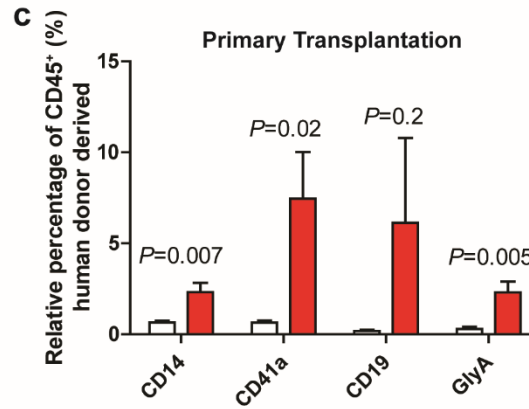 c
Relative percentage of CD45⁺ (%)
human donor derived
Primary Transplantation
15
10
5
0
P=0.007
P=0.02
P=0.2
P=0.005
CD14
CD41a
CD19
GlyA